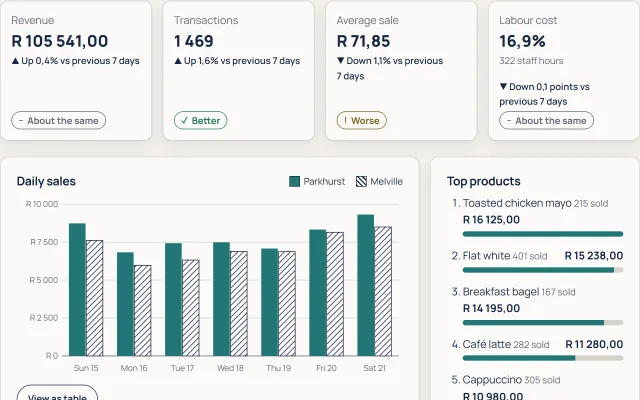 Revenue
R 105 541,00
▲ Up 0,4% vs previous 7 days
– About the same
Transactions
1 469
▲ Up 1,6% vs previous 7 days
✓ Better
Average sale
R 71,85
▼ Down 1,1% vs previous
7 days
! Worse
Labour cost
16,9%
322 staff hours
▼ Down 0,1 points vs
previous 7 days
– About the same
Daily sales
Parkhurst
Melville
R 10 000
R 7 500
R 5 000
R 2 500
R 0
Sun 15
Mon 16
Tue 17
Wed 18
Thu 19
Fri 20
Sat 21
View as table
Top products
1. Toasted chicken mayo 215 sold
R 16 125,00
2. Flat white 401 sold R 15 238,00
3. Breakfast bagel 167 sold
R 14 195,00
4. Café latte 282 sold R 11 280,00
5. Cappuccino 305 sold
R 10 980,00